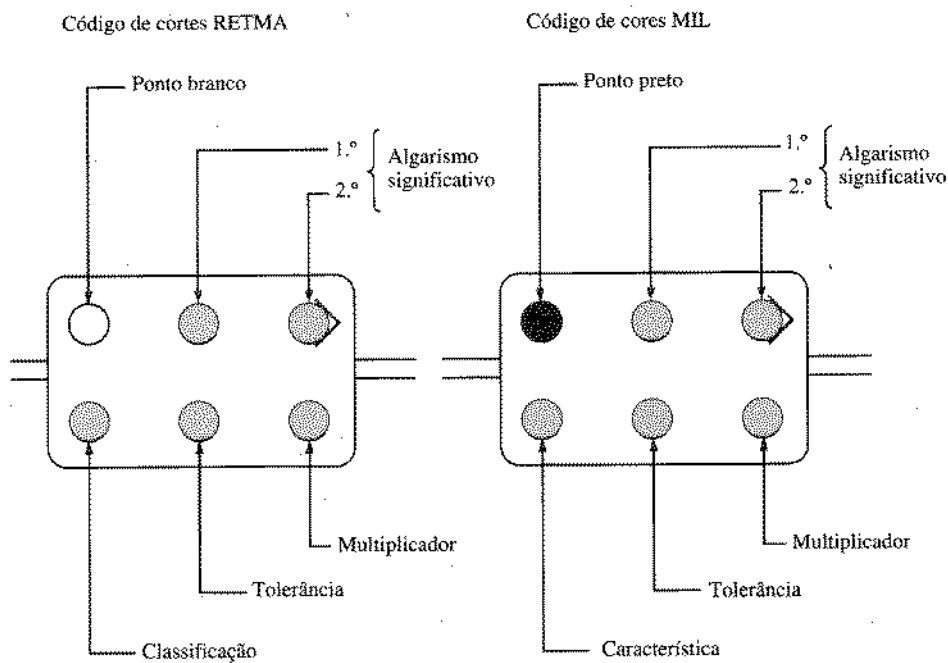 Código de cortes RETMA
Ponto branco
1.º
2.º
Algarismo
significativo
Multiplicador
Tolerância
Classificação
Código de cores MIL
Ponto preto
1.º
2.º
Algarismo
significativo
Multiplicador
Tolerância
Característica